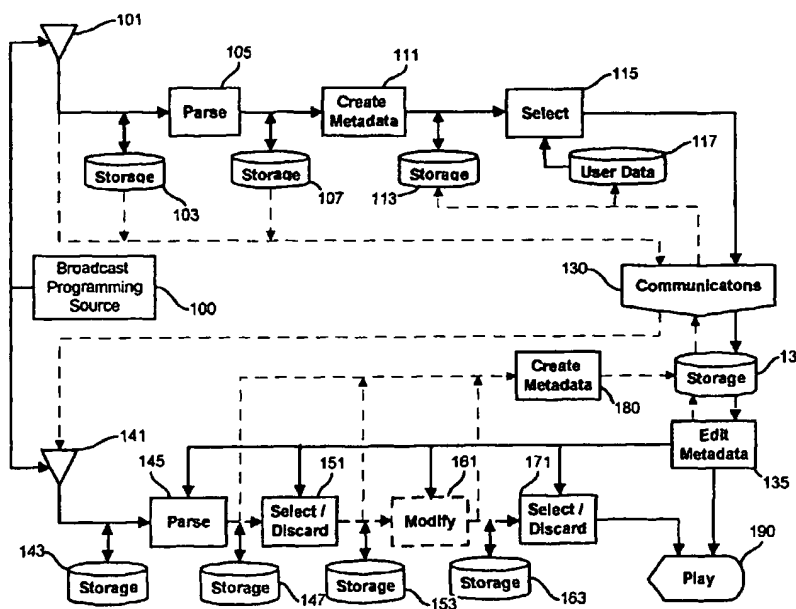 101
105
111
115
Parse
Create
Metadata
Select
117
Storage
Storage
Storage
User Data
103
107
113
Broadcast
Programming
Source
100
130
Communicatons
13
Create
Metadata
Storage
180
141
145
151
161
171
Edit
Metadata
135
Parse
Select /
Discard
Modify
Select /
Discard
190
143
Storage
Storage
147
Storage
153
Storage
163
Play